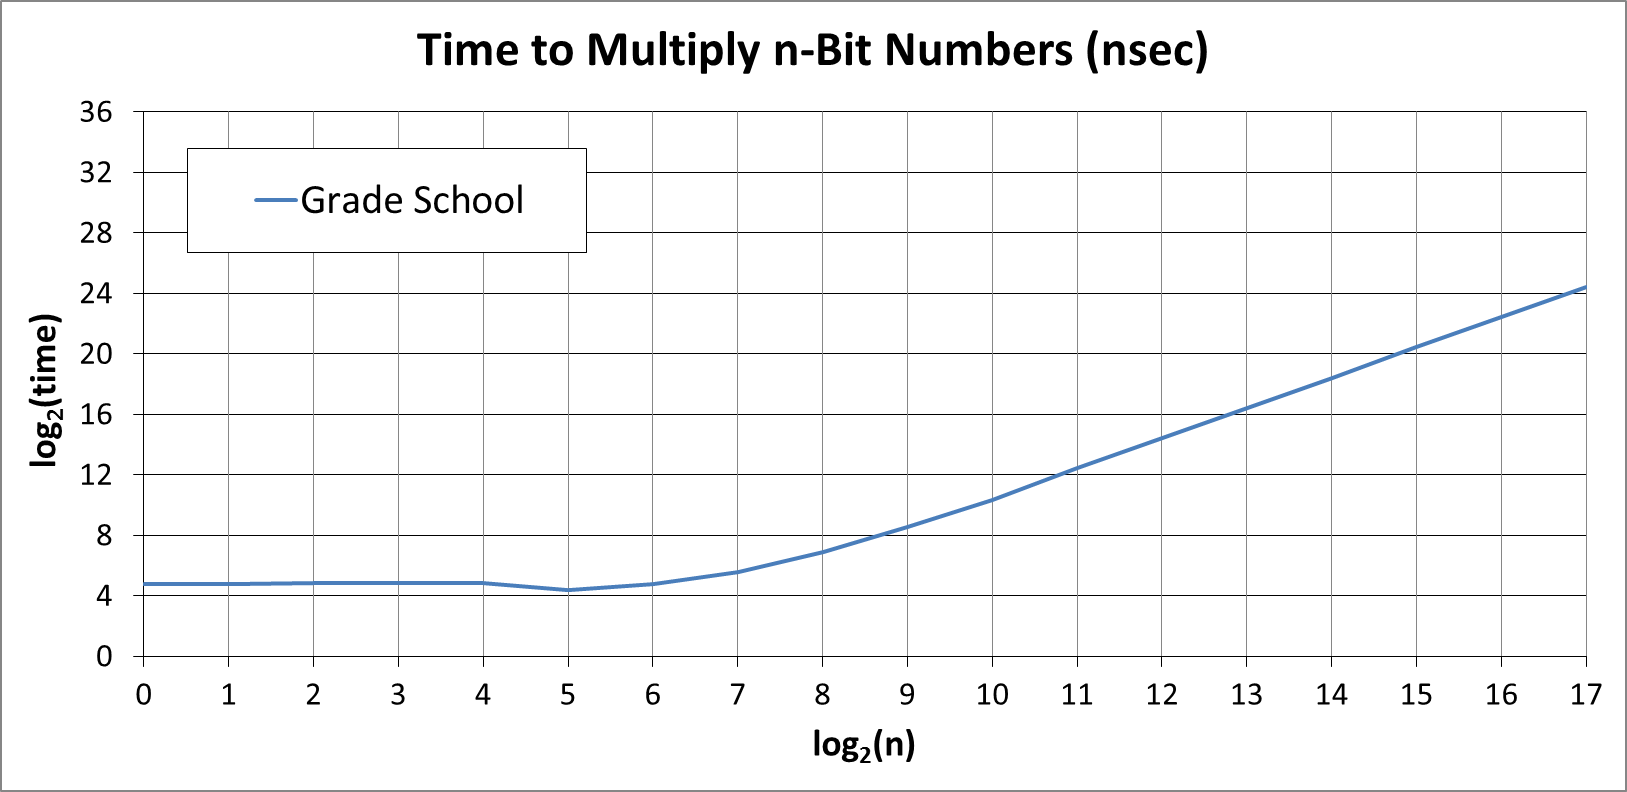 Time to Multiply n-Bit Numbers (nsec)
36
32
28
24
20
16
12
8
4
0
Grade School
log₂(time)
0 1 2 3 4 5 6 7 8 9 10 11 12 13 14 15 16 17
log₂(n)